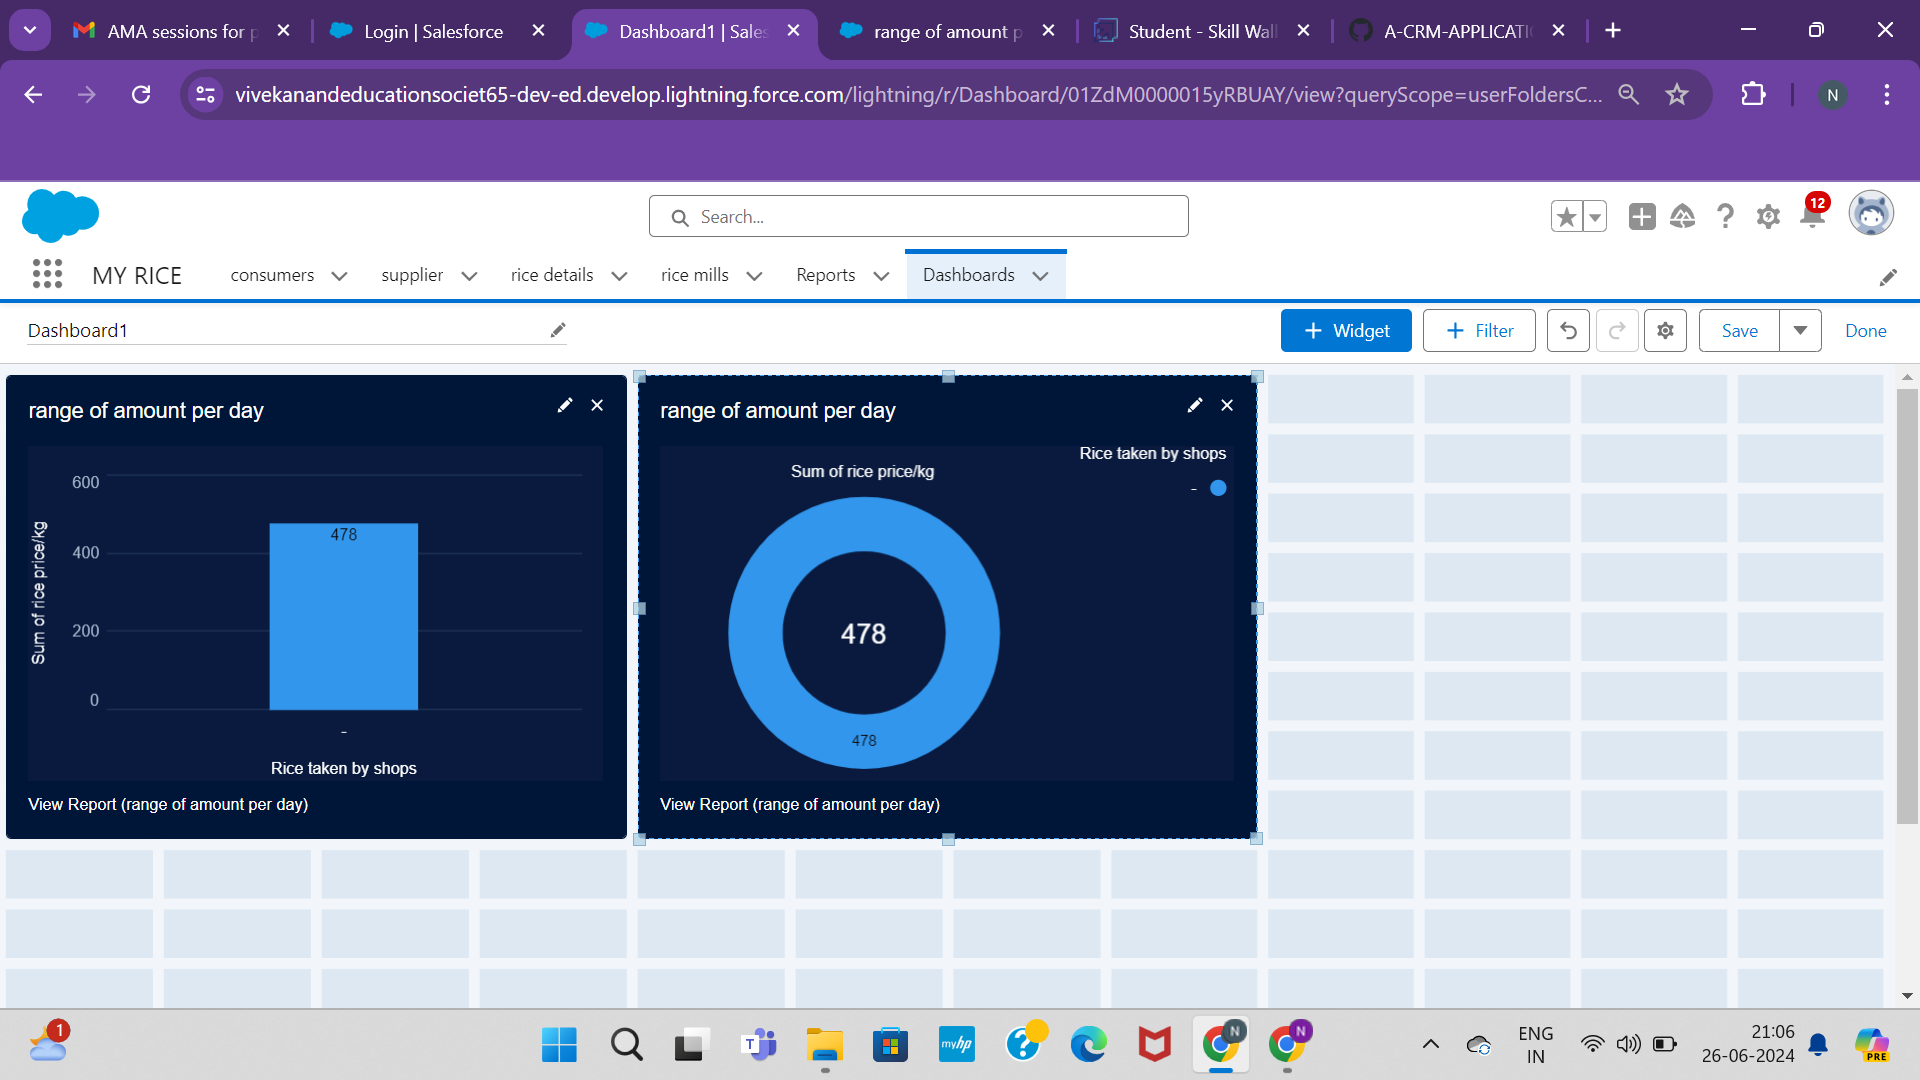 AMA sessions for p
Login | Salesforce
Dashboard1 | Sales
range of amount p
Student - Skill Wall
A-CRM-APPLICATI
vivekanandeducationsociet65-dev-ed.develop.lightning.force.com/lightning/r/Dashboard/01ZdM0000015yRBUAY/view?queryScope=userFoldersC...
N
Search...
12
MY RICE
consumers
supplier
rice details
rice mills
Reports
Dashboards
Dashboard1
+ Widget
+ Filter
Save
Done
range of amount per day
600
400
200
0
Sum of rice price/kg
478
-
Rice taken by shops
View Report (range of amount per day)
range of amount per day
Rice taken by shops
-
Sum of rice price/kg
478
478
View Report (range of amount per day)
1
T
myhp
?
N
N
ENG
IN
21:06
26-06-2024
PRE